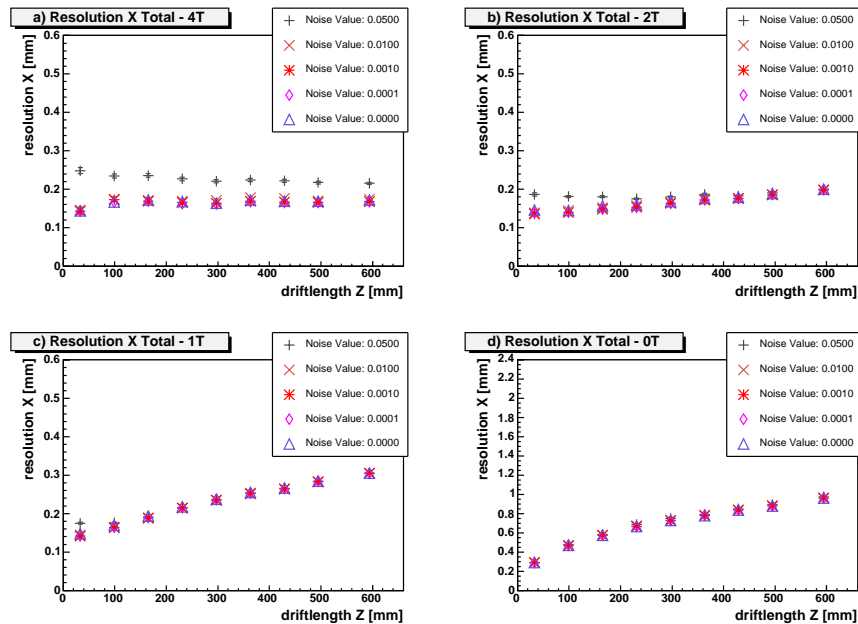 a) Resolution X Total - 4T
Noise Value: 0.0500
Noise Value: 0.0100
Noise Value: 0.0010
Noise Value: 0.0001
Noise Value: 0.0000
resolution X [mm]
0.6
0.5
0.4
0.3
0.2
0.1
0
0 100 200 300 400 500 600
driftlength Z [mm]
b) Resolution X Total - 2T
Noise Value: 0.0500
Noise Value: 0.0100
Noise Value: 0.0010
Noise Value: 0.0001
Noise Value: 0.0000
resolution X [mm]
0.6
0.5
0.4
0.3
0.2
0.1
0
0 100 200 300 400 500 600
driftlength Z [mm]
c) Resolution X Total - 1T
Noise Value: 0.0500
Noise Value: 0.0100
Noise Value: 0.0010
Noise Value: 0.0001
Noise Value: 0.0000
resolution X [mm]
0.6
0.5
0.4
0.3
0.2
0.1
0
0 100 200 300 400 500 600
driftlength Z [mm]
d) Resolution X Total - 0T
Noise Value: 0.0500
Noise Value: 0.0100
Noise Value: 0.0010
Noise Value: 0.0001
Noise Value: 0.0000
resolution X [mm]
2.4
2.2
2
1.8
1.6
1.4
1.2
1
0.8
0.6
0.4
0.2
0
0 100 200 300 400 500 600
driftlength Z [mm]